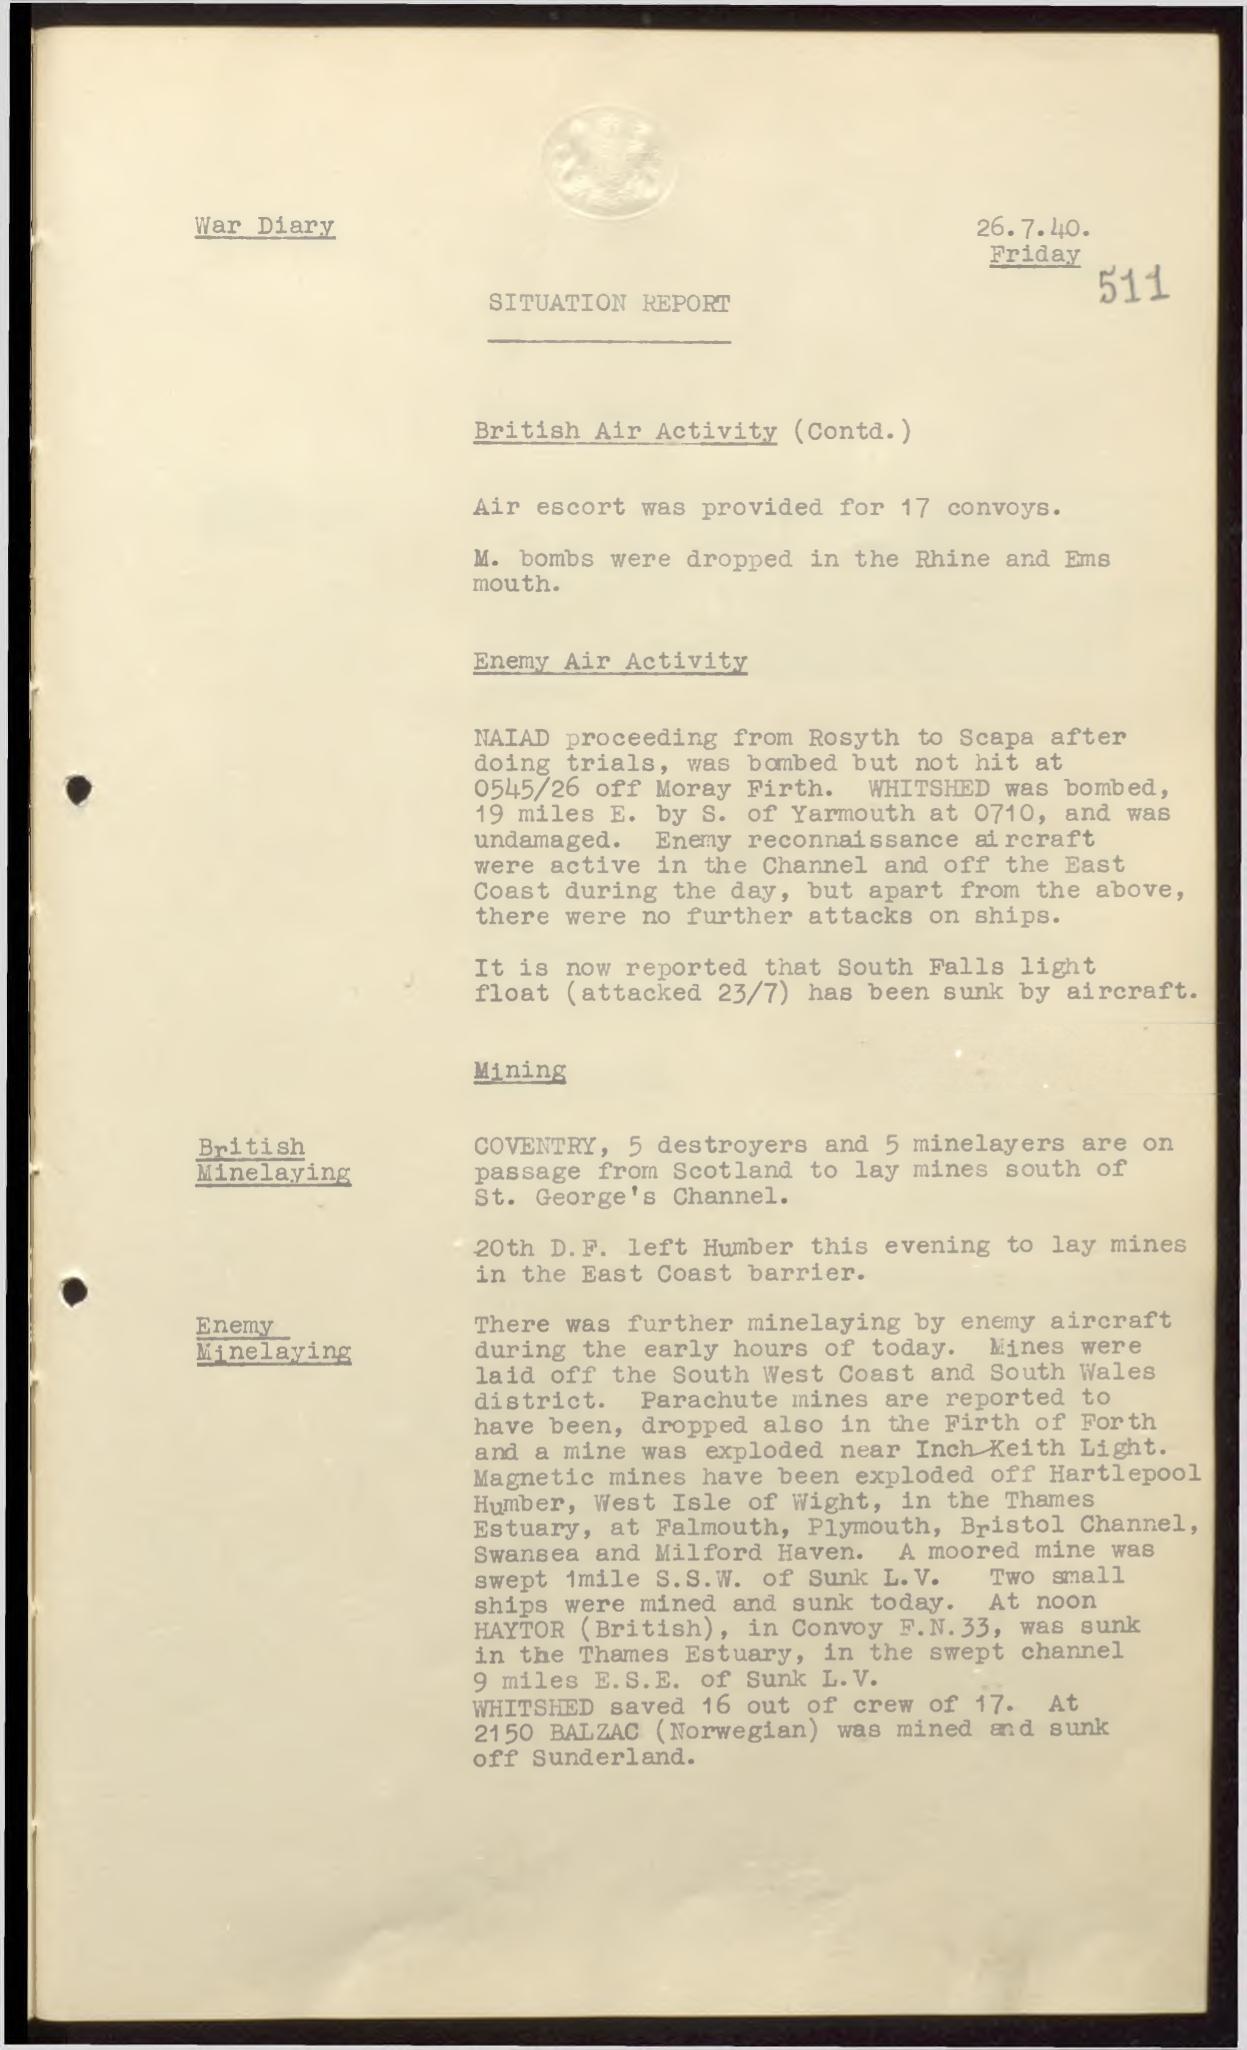 War Diary
26.7.40.
Friday
511
SITUATION REPORT
British Air Activity (Contd.)
Air escort was provided for 17 convoys.
M. bombs were dropped in the Rhine and Ems
mouth.
Enemy Air Activity
NAIAD proceeding from Rosyth to Scapa after
doing trials, was bombed but not hit at
0545/26 off Moray Firth. WHITSHED was bombed,
19 miles E. by S. of Yarmouth at 0710, and was
undamaged. Enemy reconnaissance aircraft
were active in the Channel and off the East
Coast during the day, but apart from the above,
there were no further attacks on ships.
It is now reported that South Falls light
float (attacked 23/7) has been sunk by aircraft.
Mining
British
Minelaying
COVENTRY, 5 destroyers and 5 minelayers are on
passage from Scotland to lay mines south of
St. George's Channel.
20th D.F. left Humber this evening to lay mines
in the East Coast barrier.
Enemy
Minelaying
There was further minelaying by enemy aircraft
during the early hours of today. Mines were
laid off the South West Coast and South Wales
district. Parachute mines are reported to
have been, dropped also in the Firth of Forth
and a mine was exploded near Inch Keith Light.
Magnetic mines have been exploded off Hartlepool
Humber, West Isle of Wight, in the Thames
Estuary, at Falmouth, Plymouth, Bristol Channel,
Swansea and Milford Haven. A moored mine was
swept 1mile S.S.W. of Sunk L.V. Two small
ships were mined and sunk today. At noon
HAYTOR (British), in Convoy F.N.33, was sunk
in the Thames Estuary, in the swept channel
9 miles E.S.E. of Sunk L.V.
WHITSHED saved 16 out of crew of 17. At
2150 BALZAC (Norwegian) was mined and sunk
off Sunderland.